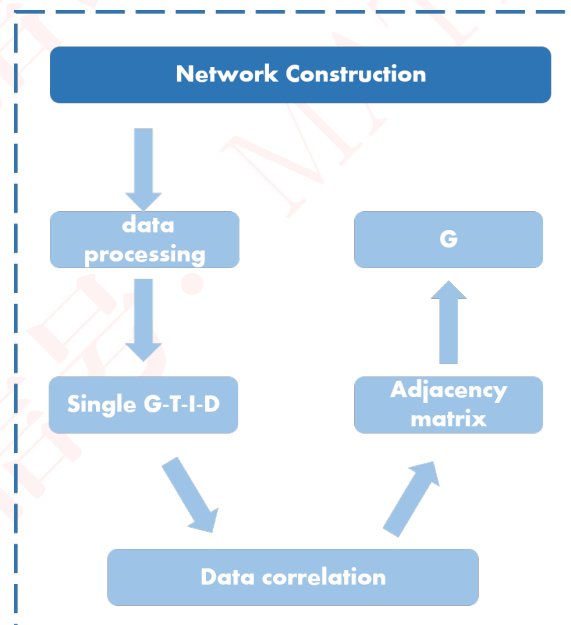 Network Construction
data
processing
G
Single G-T-I-D
Adjacency
matrix
Data correlation